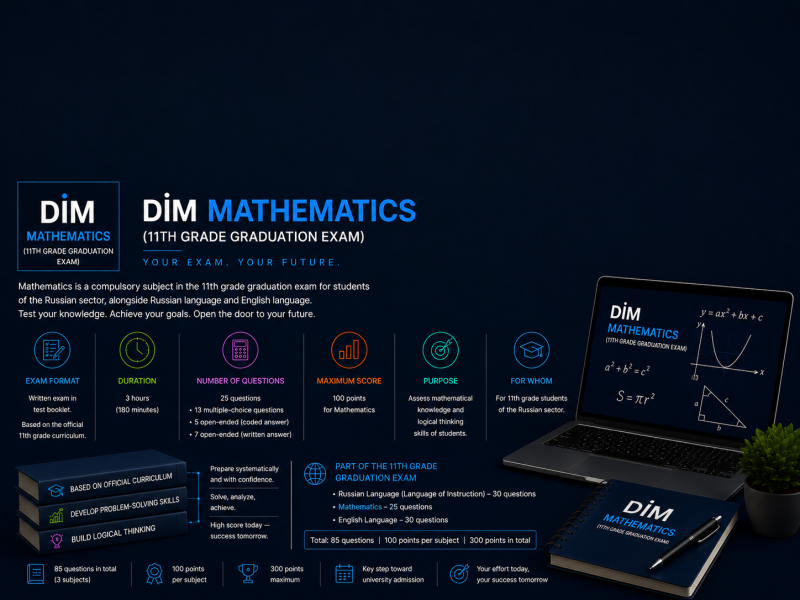 DİM
MATHEMATICS
(11TH GRADE GRADUATION
EXAM)
DİM MATHEMATICS
(11TH GRADE GRADUATION EXAM)
YOUR EXAM. YOUR FUTURE.
Mathematics is a compulsory subject in the 11th grade graduation exam for students
of the Russian sector, alongside Russian language and English language.
Test your knowledge. Achieve your goals. Open the door to your future.
EXAM FORMAT
Written exam in
test booklet.
Based on the official
11th grade curriculum.
DURATION
3 hours
(180 minutes)
NUMBER OF QUESTIONS
25 questions
• 13 multiple-choice questions
• 5 open-ended (coded answer)
• 7 open-ended (written answer)
MAXIMUM SCORE
100 points
for Mathematics
PURPOSE
Assess mathematical
knowledge and
logical thinking
skills of students.
FOR WHOM
For 11th grade students
of the Russian sector.
DİM
MATHEMATICS
(11TH GRADE GRADUATION EXAM)
y = ax² + bx + c
y
x
a² + b² = c²
S = πr²
a
c
b
BASED ON OFFICIAL CURRICULUM
DEVELOP PROBLEM-SOLVING SKILLS
BUILD LOGICAL THINKING
Prepare systematically
and with confidence.
Solve, analyze,
achieve.
High score today —
success tomorrow.
PART OF THE 11TH GRADE
GRADUATION EXAM
• Russian Language (Language of Instruction) – 30 questions
• Mathematics – 25 questions
• English Language – 30 questions
Total: 85 questions | 100 points per subject | 300 points in total
DİM
MATHEMATICS
(11TH GRADE GRADUATION EXAM)
85 questions in total
(3 subjects)
100 points
per subject
300 points
maximum
Key step toward
university admission
Your effort today,
your success tomorrow